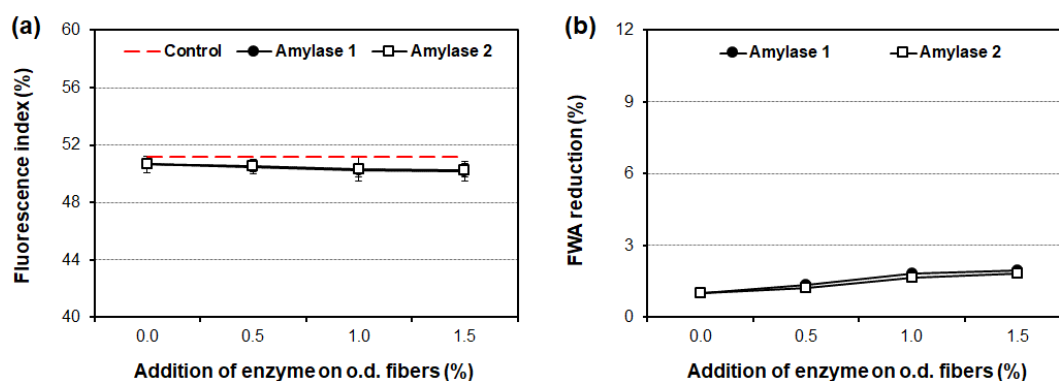 (a)
Fluorescence index (%)
60
56
52
48
44
40
Control Amylase 1 Amylase 2
0.0 0.5 1.0 1.5
Addition of enzyme on o.d. fibers (%)
(b)
FWA reduction (%)
12
9
6
3
0
Amylase 1 Amylase 2
0.0 0.5 1.0 1.5
Addition of enzyme on o.d. fibers (%)